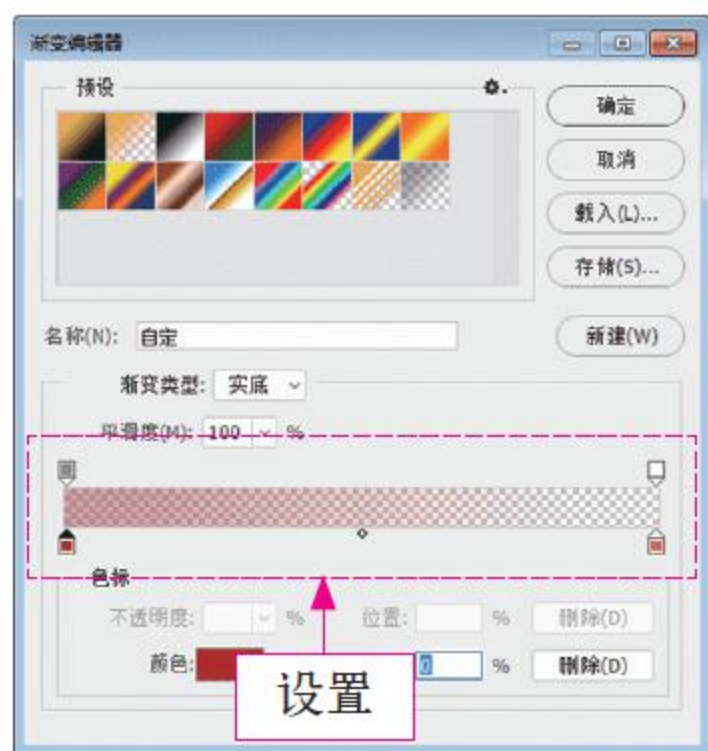 渐变编辑器
预设
确定
取消
载入(L)...
存储(S)...
名称(N): 自定
新建(W)
渐变类型: 实底
平滑度(M): 100 %
色标
不透明度: % 位置: % 删除(D)
颜色: 0 % 删除(D)
设置